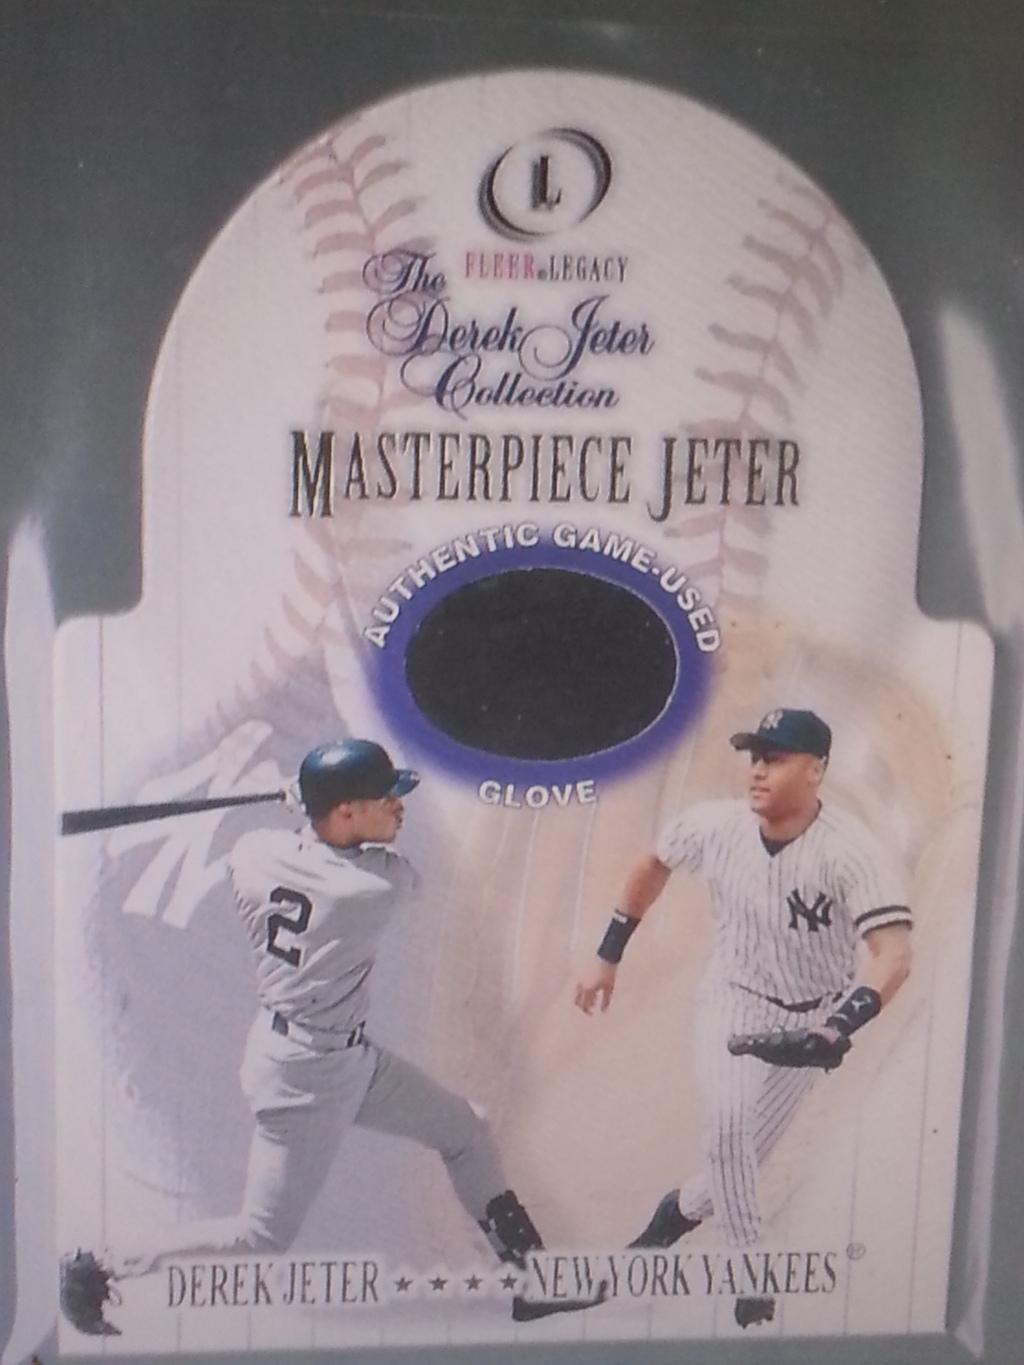 L
FLEER®LEGACY
The
Derek Jeter
Collection
MASTERPIECE JETER
AUTHENTIC GAME-USED
GLOVE
2
NY
DEREK JETER ★ ★ ★ ★ NEW YORK YANKEES®